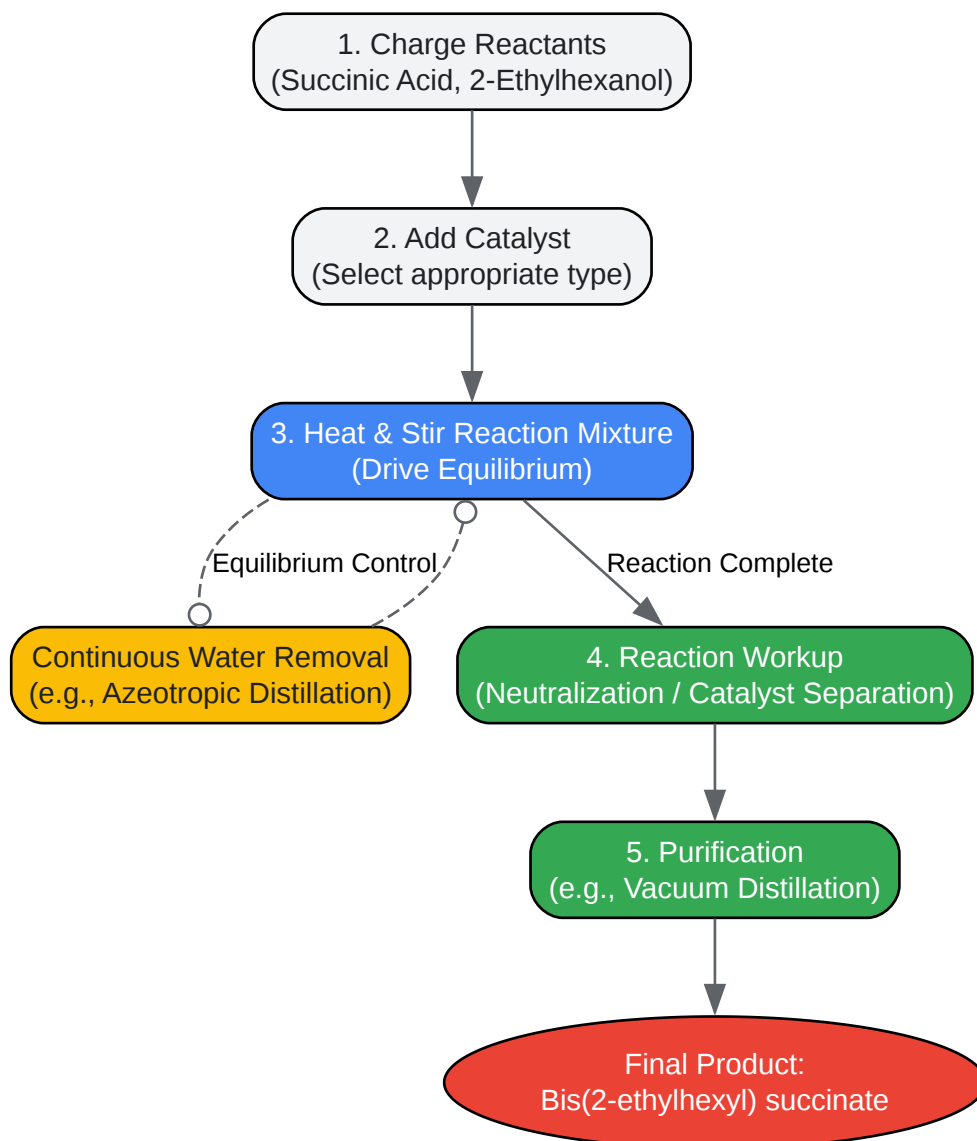 1. Charge Reactants
(Succinic Acid, 2-Ethylhexanol)
2. Add Catalyst
(Select appropriate type)
3. Heat & Stir Reaction Mixture
(Drive Equilibrium)
Equilibrium Control
Reaction Complete
Continuous Water Removal
(e.g., Azeotropic Distillation)
4. Reaction Workup
(Neutralization / Catalyst Separation)
5. Purification
(e.g., Vacuum Distillation)
Final Product:
Bis(2-ethylhexyl) succinate